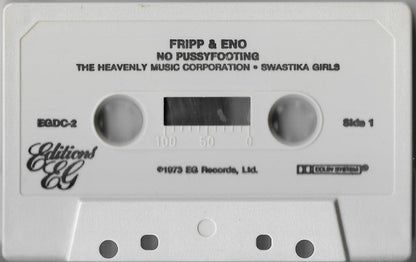 FRIPP & ENO
NO PUSSYFOOTING
THE HEAVENLY MUSIC CORPORATION • SWASTIKA GIRLS
EGDC-2
Side 1
100 50 0
Editions
EG
©1973 EG Records, Ltd.
DOLBY SYSTEM®